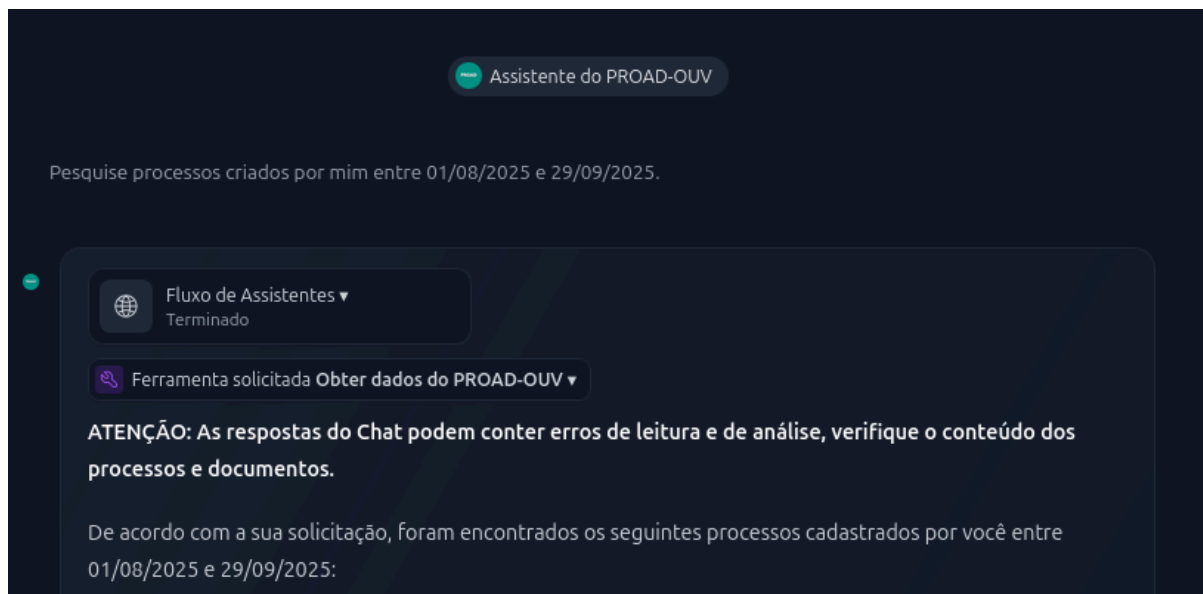 Assistente do PROAD-OUV
Pesquise processos criados por mim entre 01/08/2025 e 29/09/2025.
Fluxo de Assistentes ▾
Terminado
Ferramenta solicitada Obter dados do PROAD-OUV ▾
ATENÇÃO: As respostas do Chat podem conter erros de leitura e de análise, verifique o conteúdo dos
processos e documentos.
De acordo com a sua solicitação, foram encontrados os seguintes processos cadastrados por você entre
01/08/2025 e 29/09/2025: